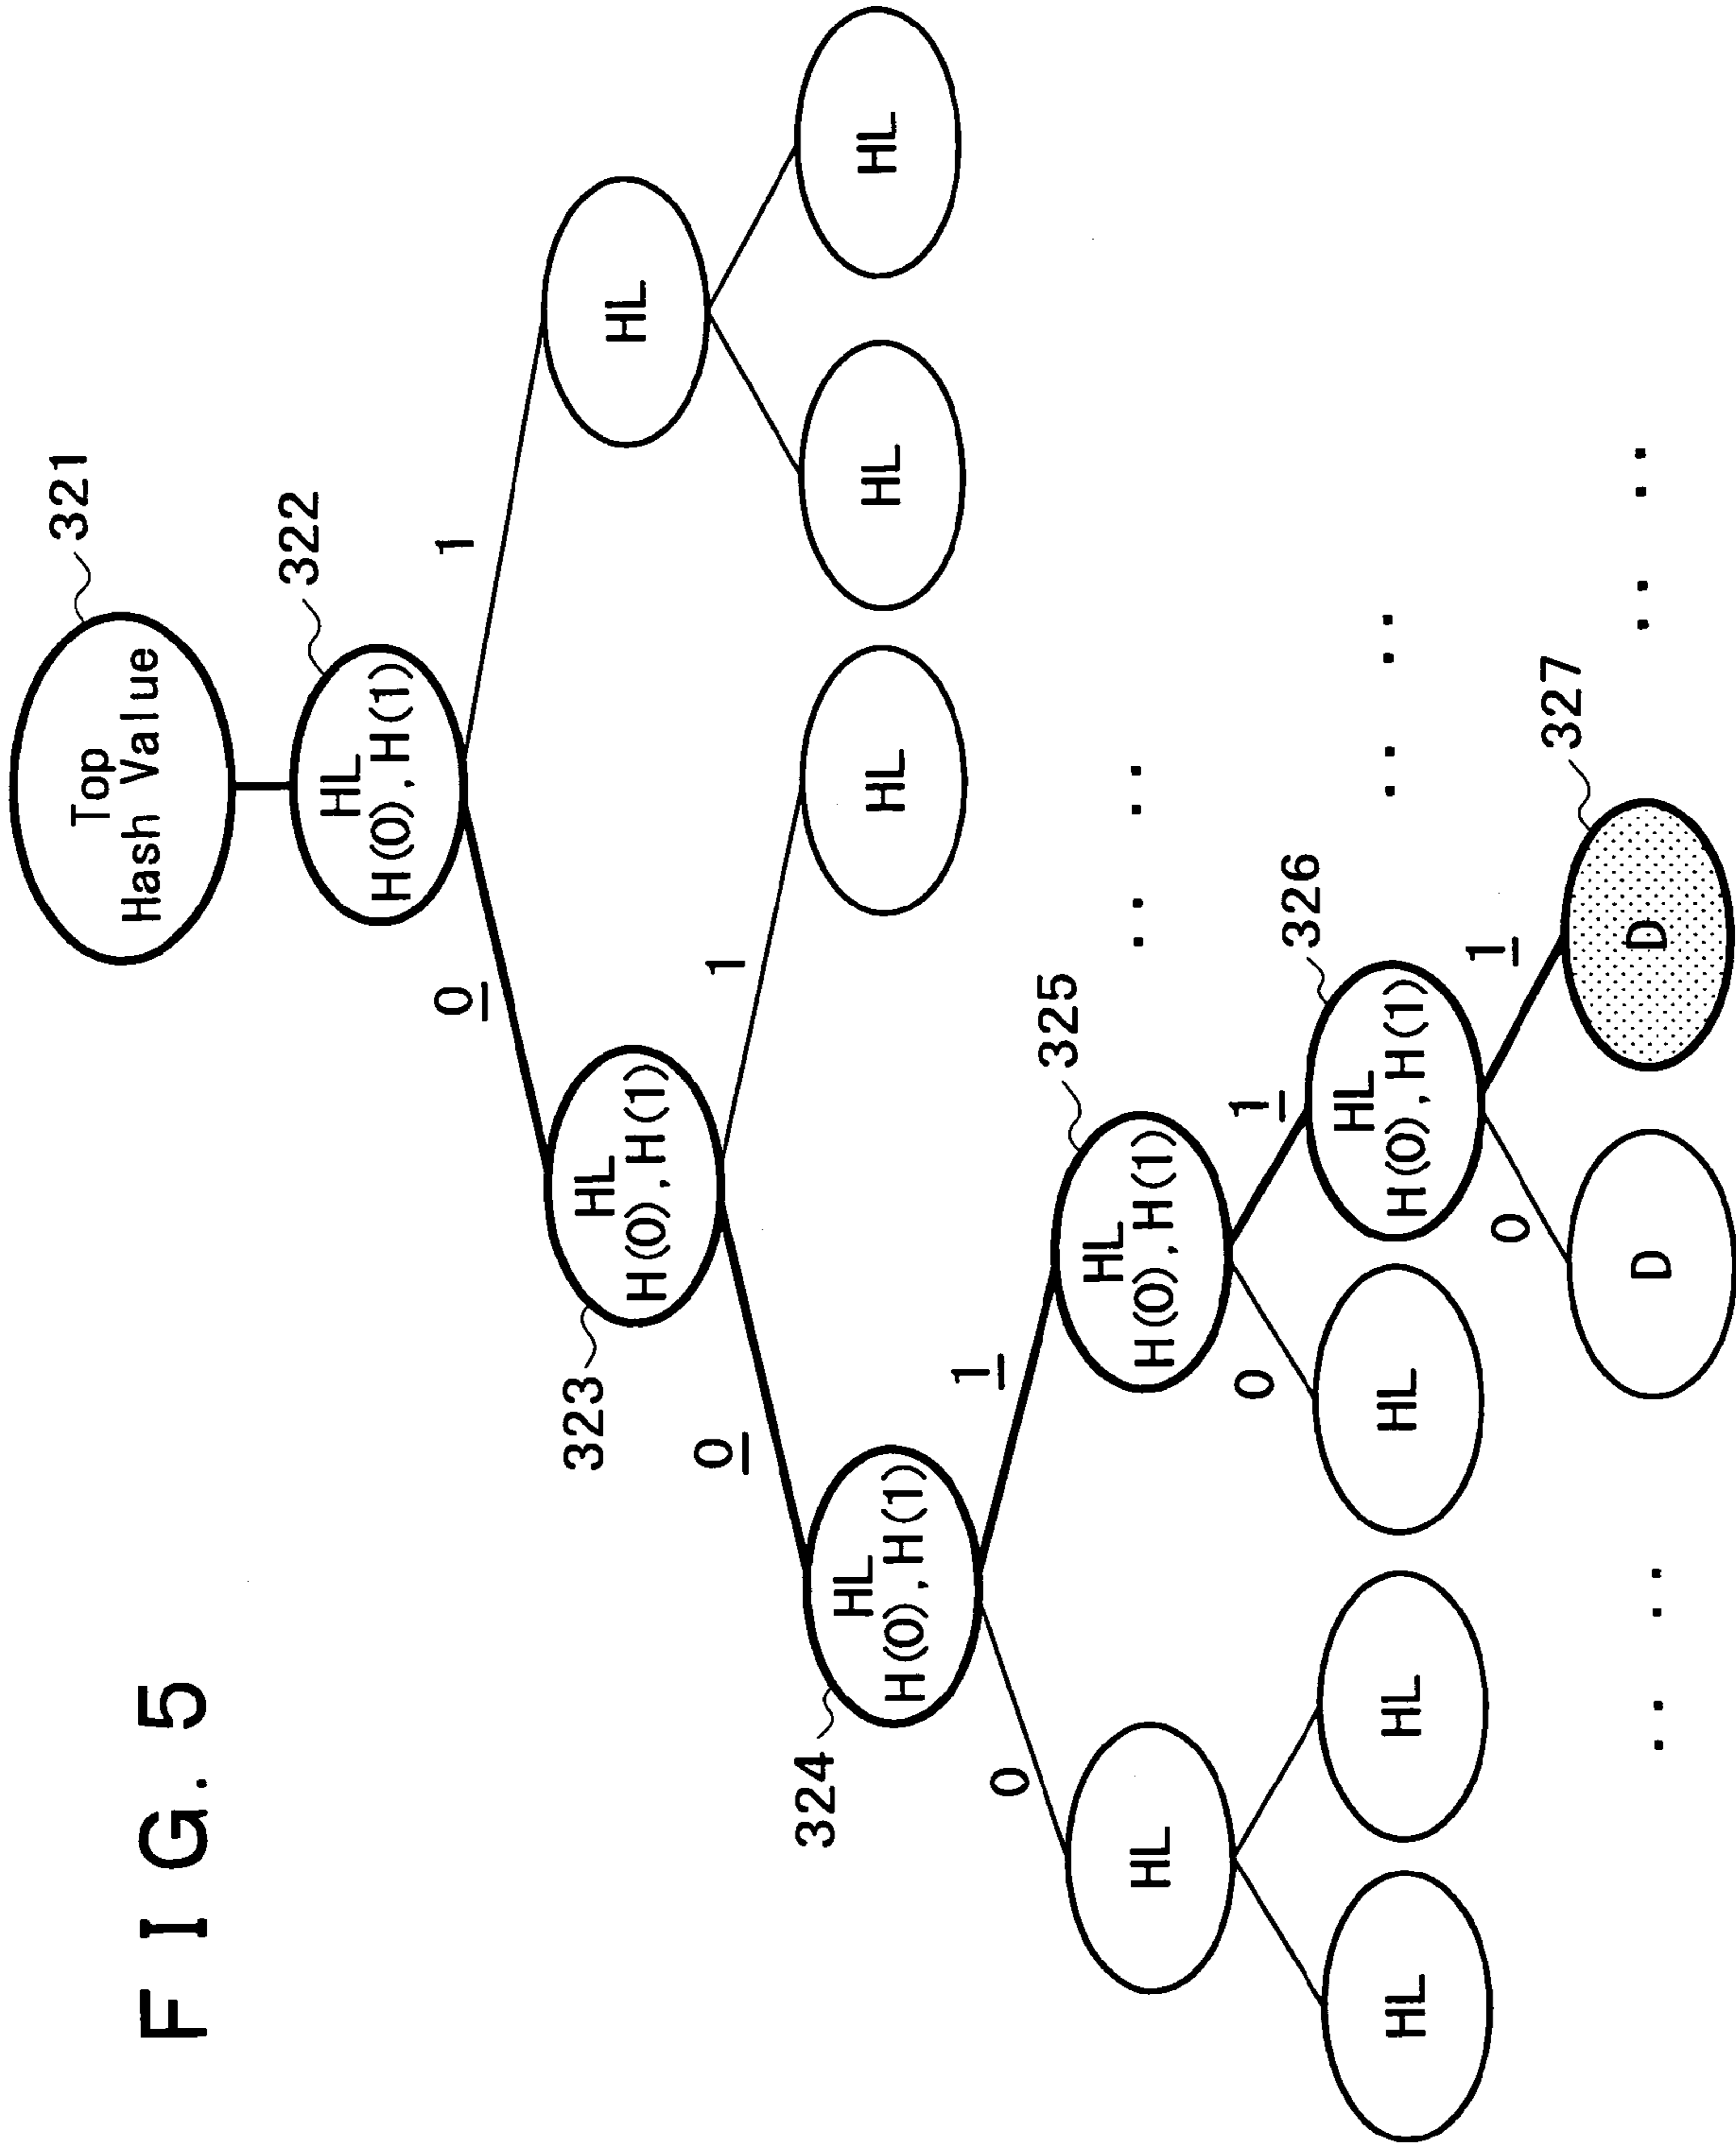 FIG. 5
Top
Hash Value
321
HL
H(0),H(1)
322
0
1
323
HL
H(0),H(1)
HL
0
1
324
HL
H(0),H(1)
HL
HL
HL
0
1
HL
HL
H(0),H(1)
325
.. .. ..
0
1
HL
HL
HL
HL
H(0),H(1)
326
.. ..
0
1
.. ..
D
D
327
.. ..